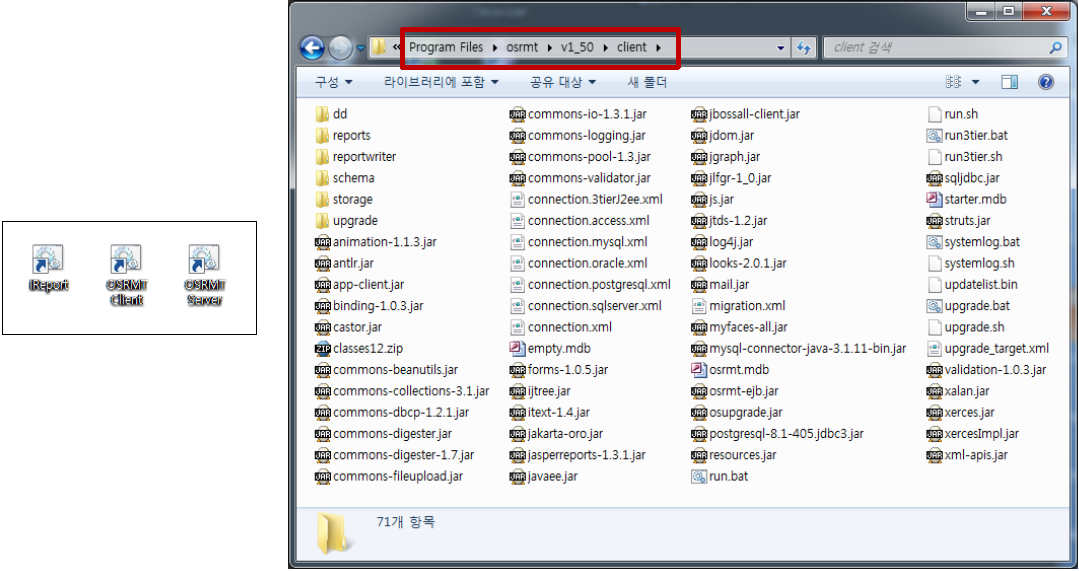 iReport
OSRMT
Client
OSRMT
Server
« Program Files ▸ osrmt ▸ v1_50 ▸ client ▸
client 검색
구성
라이브러리에 포함
공유 대상
새 폴더
dd
reports
reportwriter
schema
storage
upgrade
animation-1.1.3.jar
antlr.jar
app-client.jar
binding-1.0.3.jar
castor.jar
classes12.zip
commons-beanutils.jar
commons-collections-3.1.jar
commons-dbcp-1.2.1.jar
commons-digester.jar
commons-digester-1.7.jar
commons-fileupload.jar
commons-io-1.3.1.jar
commons-logging.jar
commons-pool-1.3.jar
commons-validator.jar
connection.3tierJ2ee.xml
connection.access.xml
connection.mysql.xml
connection.oracle.xml
connection.postgresql.xml
connection.sqlserver.xml
connection.xml
empty.mdb
forms-1.0.5.jar
ijtree.jar
itext-1.4.jar
jakarta-oro.jar
jasperreports-1.3.1.jar
javaee.jar
jbossall-client.jar
jdom.jar
jgraph.jar
jlfgr-1_0.jar
js.jar
jtds-1.2.jar
log4j.jar
looks-2.0.1.jar
mail.jar
migration.xml
myfaces-all.jar
mysql-connector-java-3.1.11-bin.jar
osrmt.mdb
osrmt-ejb.jar
osupgrade.jar
postgresql-8.1-405.jdbc3.jar
resources.jar
run.bat
run.sh
run3tier.bat
run3tier.sh
sqljdbc.jar
starter.mdb
struts.jar
systemlog.bat
systemlog.sh
updatelist.bin
upgrade.bat
upgrade.sh
upgrade_target.xml
validation-1.0.3.jar
xalan.jar
xerces.jar
xercesImpl.jar
xml-apis.jar
71개 항목